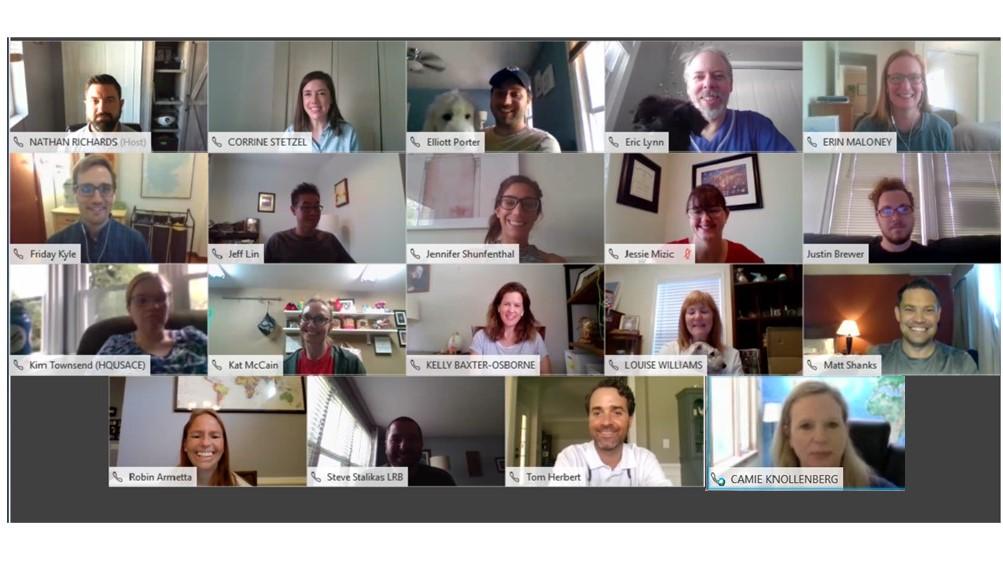 NATHAN RICHARDS (Host)
CORRINE STETZEL
Elliott Porter
Eric Lynn
ERIN MALONEY
Friday Kyle
Jeff Lin
Jennifer Shunfenthal
Jessie Mizic
Justin Brewer
Kim Townsend (HQUSACE)
Kat McCain
KELLY BAXTER-OSBORNE
LOUISE WILLIAMS
Matt Shanks
Robin Armetta
Steve Stalikas LRB
Tom Herbert
CAMIE KNOLLENBERG